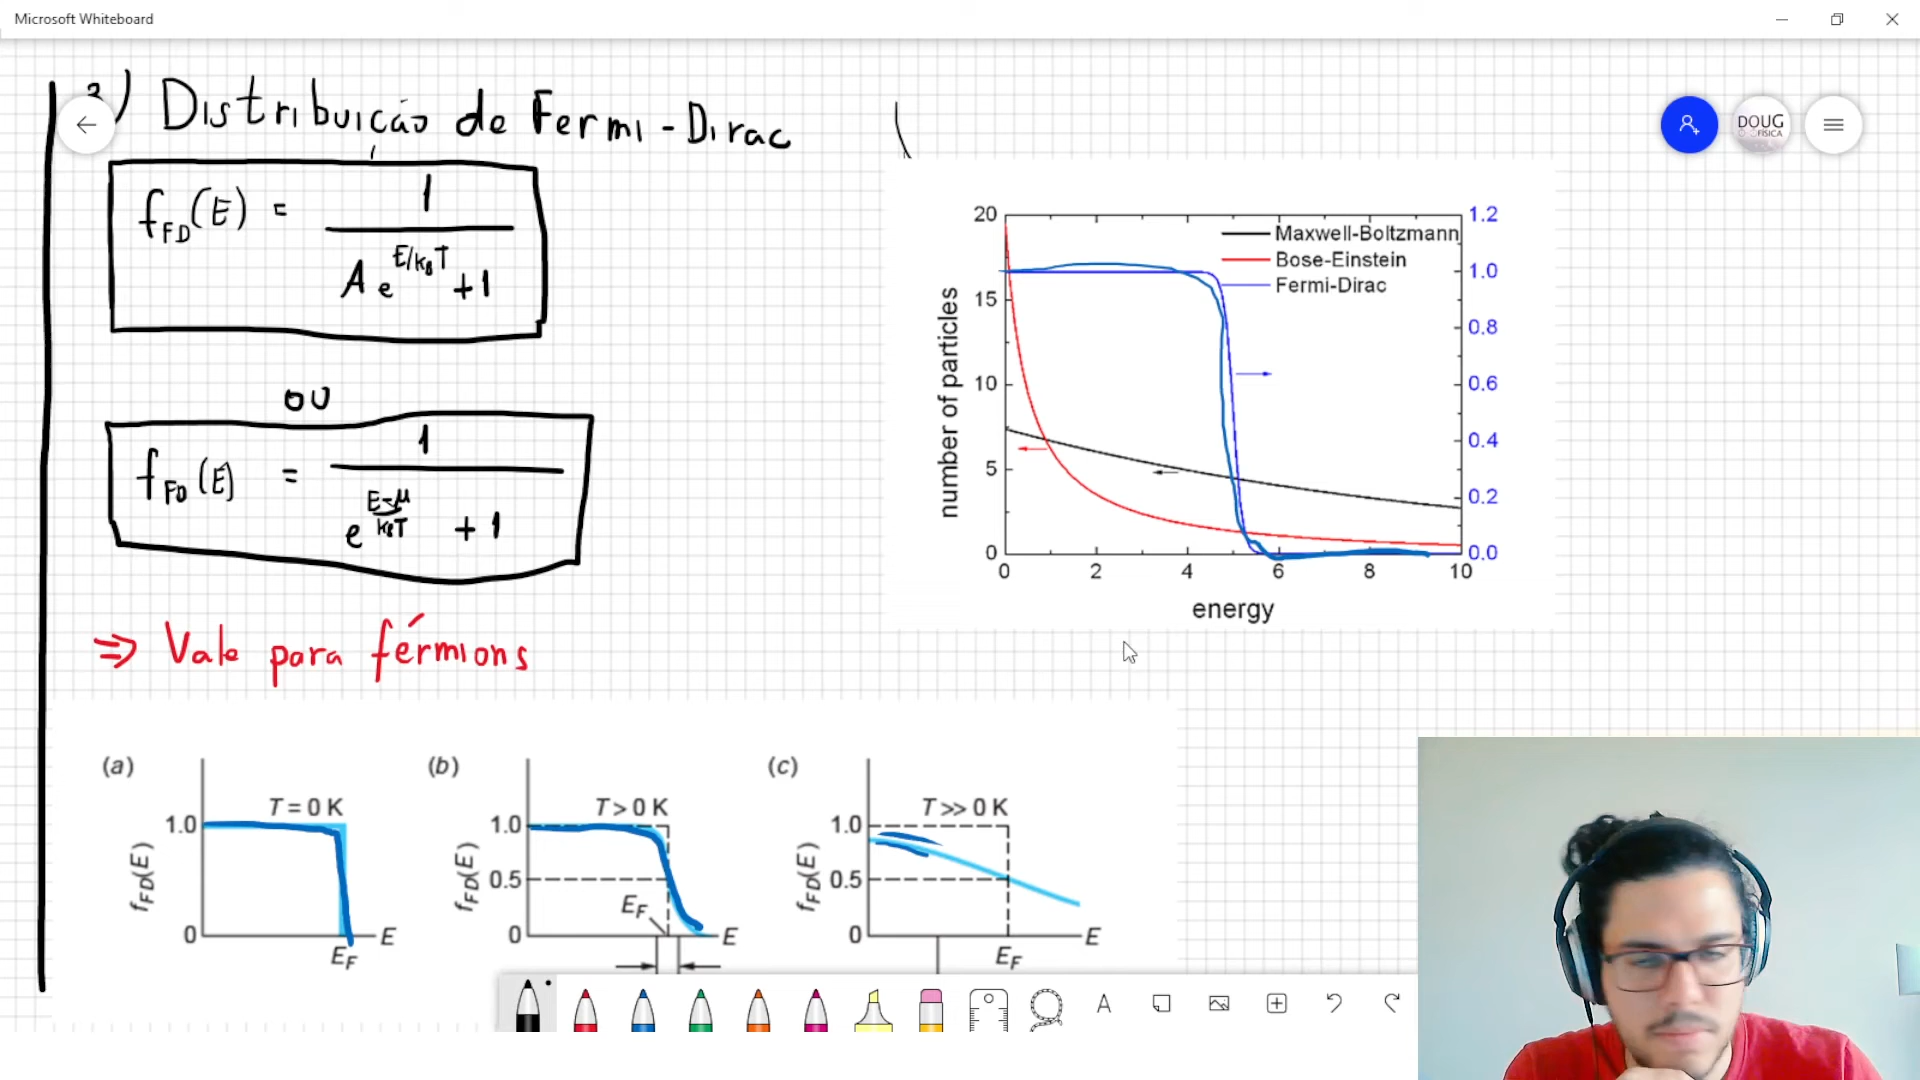 Microsoft Whiteboard
3) Distribuição de Fermi-Dirac
f_FD(E) = 1 / (A e^(E/k_BT) + 1)
ou
f_FD(E) = 1 / (e^((E-μ)/k_BT) + 1)
⇒ Vale para férmions
DOUG
FÍSICA
20
15
10
5
0
number of particles
Maxwell-Boltzmann
Bose-Einstein
Fermi-Dirac
1.2
1.0
0.8
0.6
0.4
0.2
0.0
0 2 4 6 8 10
energy
(a)
T = 0 K
1.0
f_FD(E)
0
E_F
E
(b)
T > 0 K
1.0
0.5
f_FD(E)
0
E_F
E
(c)
T >> 0 K
1.0
0.5
f_FD(E)
0
E_F
E
A